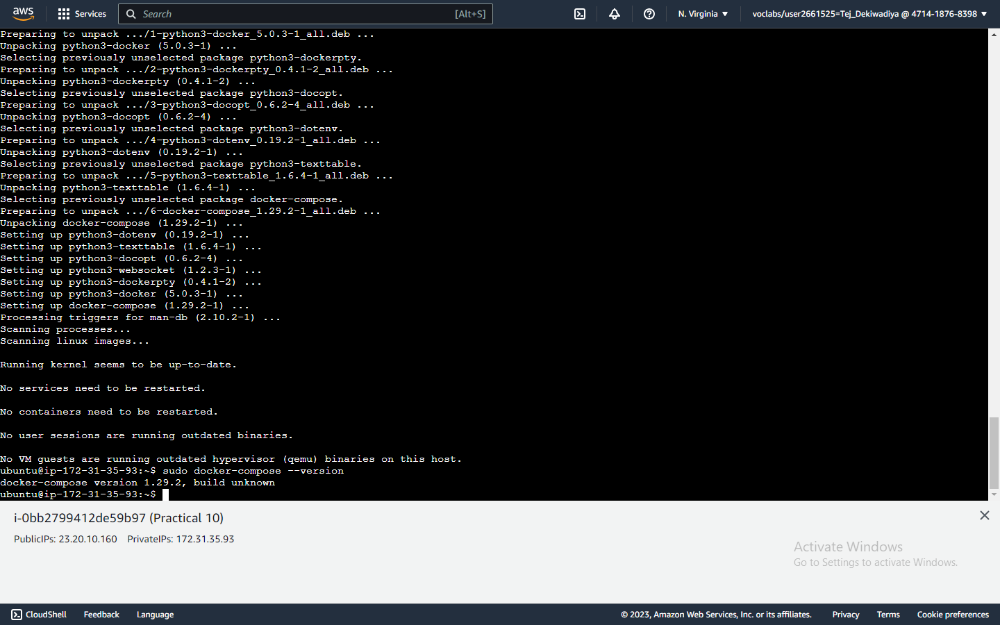 aws
Services
Search
[Alt+S]
N. Virginia
voclabs/user2661525=Tej_Dekiwadiya @ 4714-1876-8398
Preparing to unpack .../1-python3-docker_5.0.3-1_all.deb ...
Unpacking python3-docker (5.0.3-1) ...
Selecting previously unselected package python3-dockerpty.
Preparing to unpack .../2-python3-dockerpty_0.4.1-2_all.deb ...
Unpacking python3-dockerpty (0.4.1-2) ...
Selecting previously unselected package python3-docopt.
Preparing to unpack .../3-python3-docopt_0.6.2-4_all.deb ...
Unpacking python3-docopt (0.6.2-4) ...
Selecting previously unselected package python3-dotenv.
Preparing to unpack .../4-python3-dotenv_0.19.2-1_all.deb ...
Unpacking python3-dotenv (0.19.2-1) ...
Selecting previously unselected package python3-texttable.
Preparing to unpack .../5-python3-texttable_1.6.4-1_all.deb ...
Unpacking python3-texttable (1.6.4-1) ...
Selecting previously unselected package docker-compose.
Preparing to unpack .../6-docker-compose_1.29.2-1_all.deb ...
Unpacking docker-compose (1.29.2-1) ...
Setting up python3-dotenv (0.19.2-1) ...
Setting up python3-texttable (1.6.4-1) ...
Setting up python3-docopt (0.6.2-4) ...
Setting up python3-websocket (1.2.3-1) ...
Setting up python3-dockerpty (0.4.1-2) ...
Setting up python3-docker (5.0.3-1) ...
Setting up docker-compose (1.29.2-1) ...
Processing triggers for man-db (2.10.2-1) ...
Scanning processes...
Scanning linux images...
Running kernel seems to be up-to-date.
No services need to be restarted.
No containers need to be restarted.
No user sessions are running outdated binaries.
No VM guests are running outdated hypervisor (qemu) binaries on this host.
ubuntu@ip-172-31-35-93:~$ sudo docker-compose --version
docker-compose version 1.29.2, build unknown
ubuntu@ip-172-31-35-93:~$
i-0bb2799412de59b97 (Practical 10)
PublicIPs: 23.20.10.160 PrivateIPs: 172.31.35.93
Activate Windows
Go to Settings to activate Windows.
CloudShell
Feedback
Language
© 2023, Amazon Web Services, Inc. or its affiliates.
Privacy
Terms
Cookie preferences